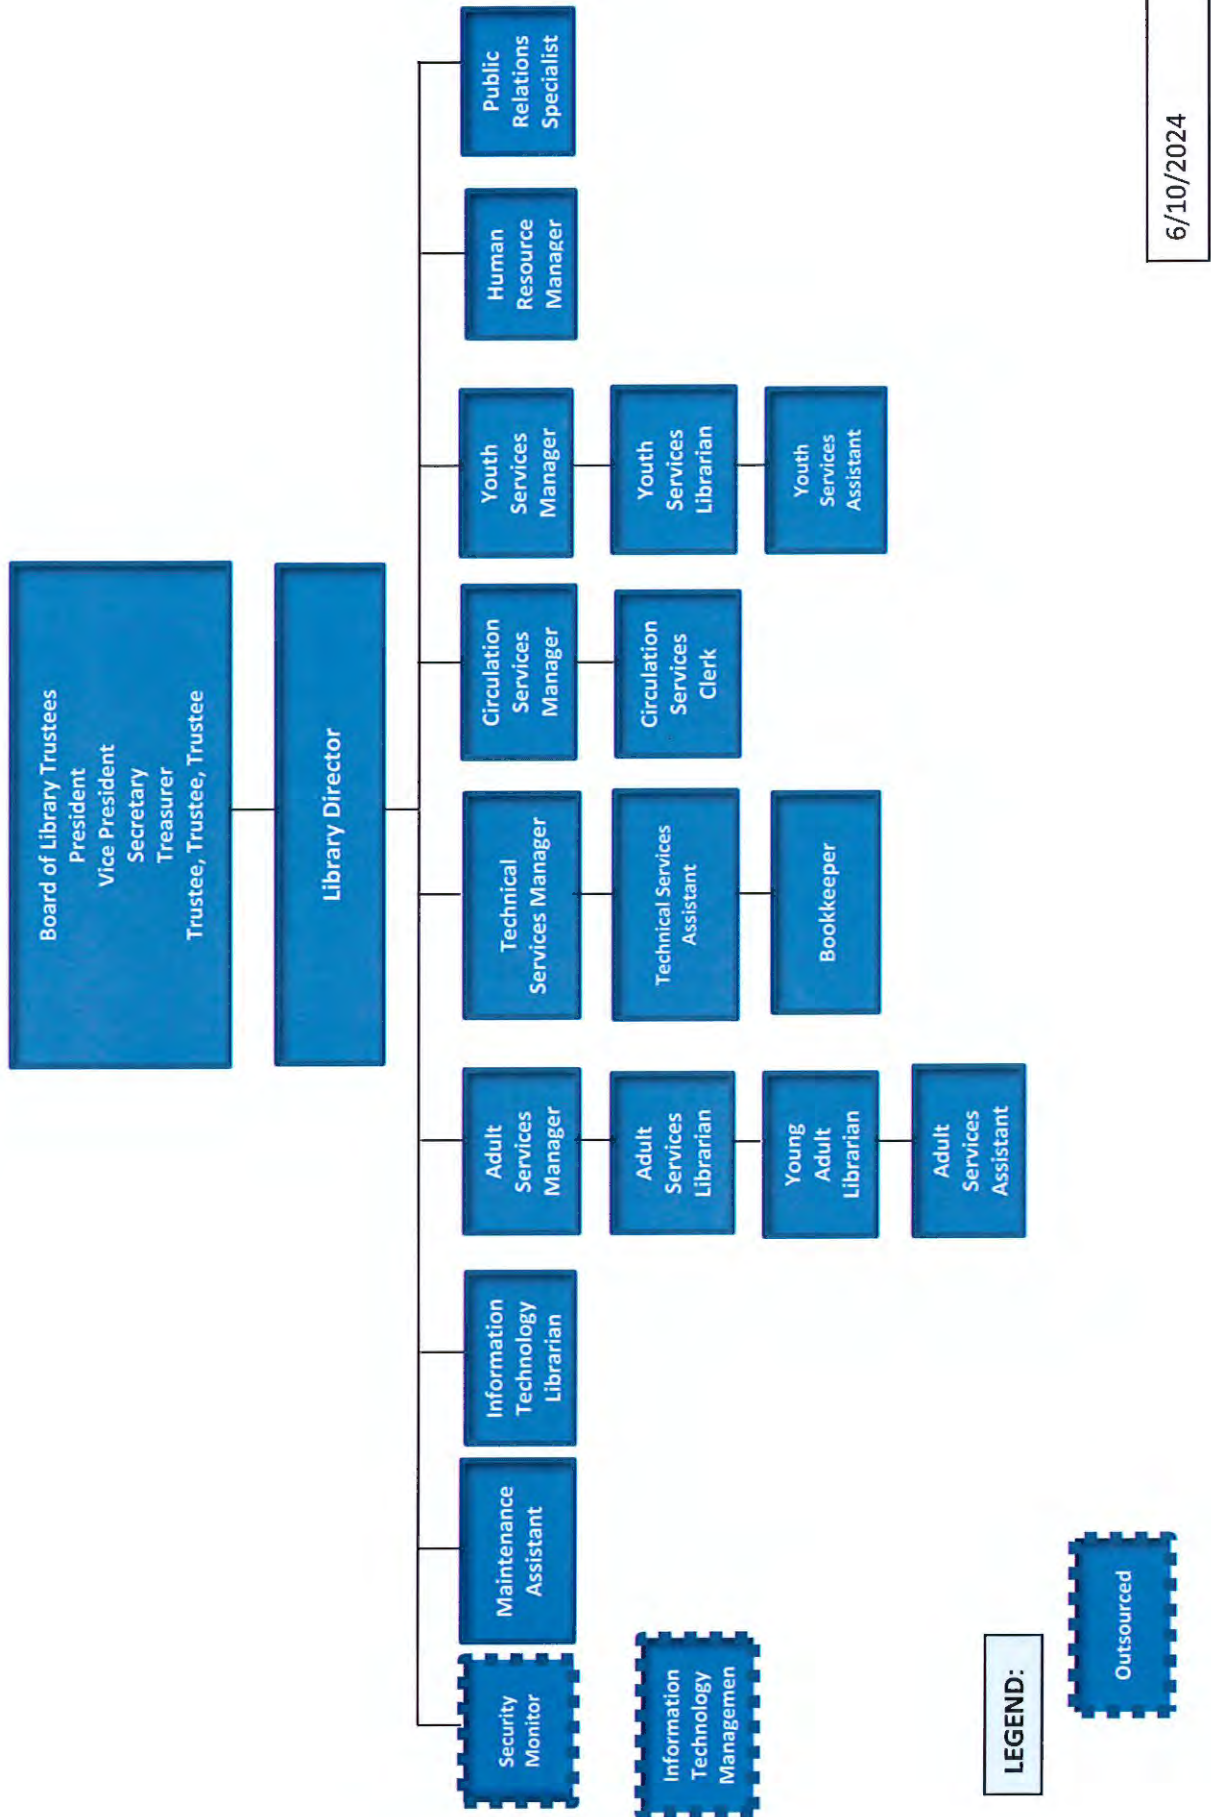 Board of Library Trustees
President
Vice President
Secretary
Treasurer
Trustee, Trustee, Trustee
Library Director
Security
Monitor
Maintenance
Assistant
Information
Technology
Librarian
Adult
Services
Manager
Technical
Services Manager
Circulation
Services
Manager
Youth
Services
Manager
Human
Resource
Manager
Public
Relations
Specialist
Information
Technology
Managemen
Adult
Services
Librarian
Technical Services
Assistant
Circulation
Services
Clerk
Youth
Services
Librarian
Young
Adult
Librarian
Bookkeeper
Youth
Services
Assistant
Adult
Services
Assistant
LEGEND:
Outsourced
6/10/2024